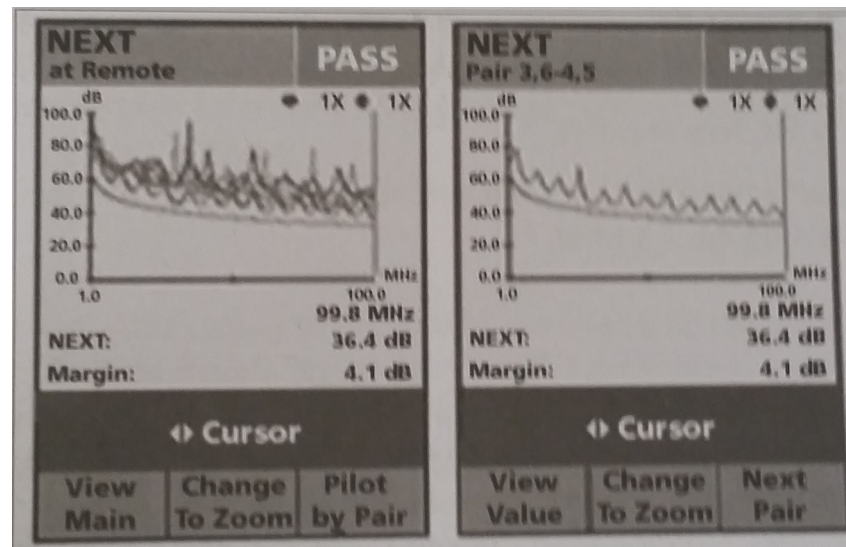 NEXT
at Remote
PASS
dB
1X 1X
100.0
80.0
60.0
40.0
20.0
0.0
MHz
1.0
100.0
99.8 MHz
NEXT: 36.4 dB
Margin: 4.1 dB
Cursor
View Main
Change To Zoom
Pilot by Pair
NEXT
Pair 3,6-4,5
PASS
dB
1X 1X
100.0
80.0
60.0
40.0
20.0
0.0
MHz
1.0
100.0
99.8 MHz
NEXT: 36.4 dB
Margin: 4.1 dB
Cursor
View Value
Change To Zoom
Next Pair